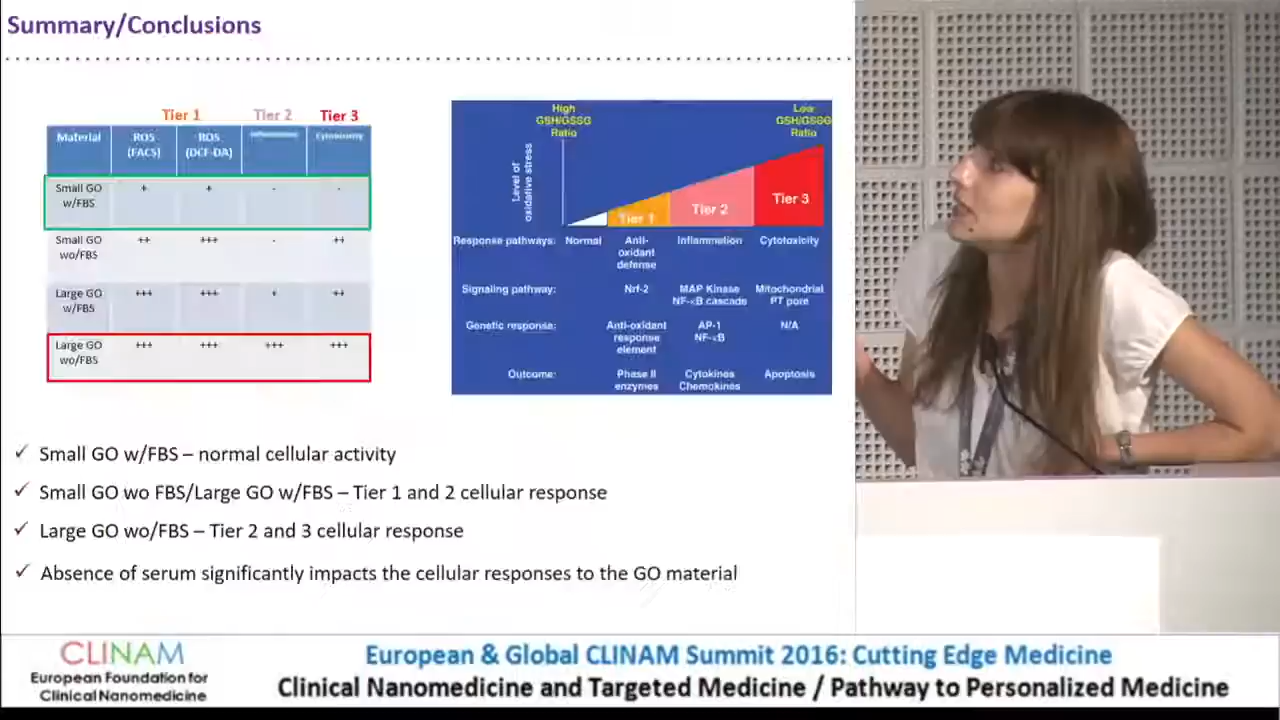 Summary/Conclusions
Tier 1 Tier 2 Tier 3
Material ROS (FACS) ROS (DCF-DA) Inflammation Cytotoxicity
Small GO w/FBS + + - -
Small GO wo/FBS ++ +++ - ++
Large GO w/FBS +++ +++ + ++
Large GO wo/FBS +++ +++ +++ +++
High GSH/GSSG Ratio
Low GSH/GSSG Ratio
Level of oxidative stress
Tier 1 Tier 2 Tier 3
Response pathways: Normal Anti-oxidant defense Inflammation Cytotoxicity
Signaling pathway: Nrf-2 MAP Kinase NF-κB cascade Mitochondrial PT pore
Genetic response: Anti-oxidant response element AP-1 NF-κB N/A
Outcome: Phase II enzymes Cytokines Chemokines Apoptosis
✓ Small GO w/FBS – normal cellular activity
✓ Small GO wo FBS/Large GO w/FBS – Tier 1 and 2 cellular response
✓ Large GO wo/FBS – Tier 2 and 3 cellular response
✓ Absence of serum significantly impacts the cellular responses to the GO material
CLINAM
European Foundation for
Clinical Nanomedicine
European & Global CLINAM Summit 2016: Cutting Edge Medicine
Clinical Nanomedicine and Targeted Medicine / Pathway to Personalized Medicine